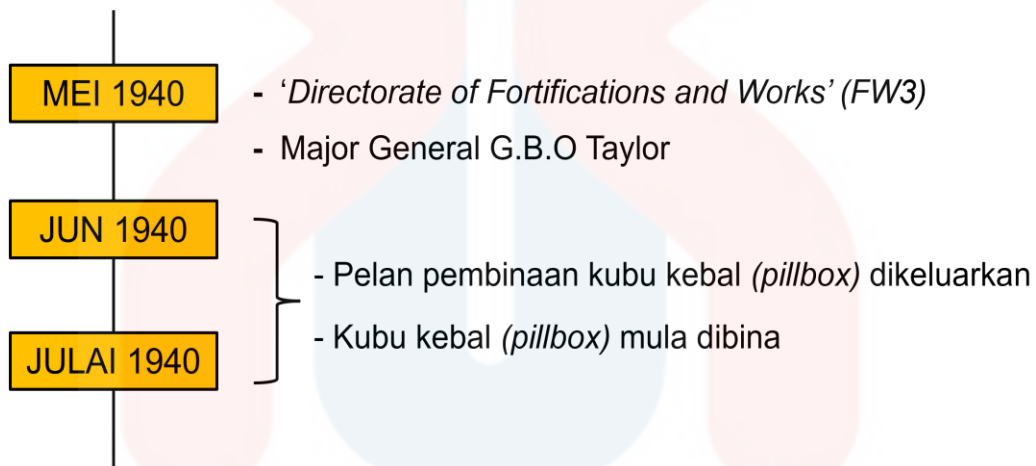 MEI 1940
- ‘Directorate of Fortifications and Works’ (FW3)
- Major General G.B.O Taylor
JUN 1940
- Pelan pembinaan kubu kebal (pillbox) dikeluarkan
- Kubu kebal (pillbox) mula dibina
JULAI 1940